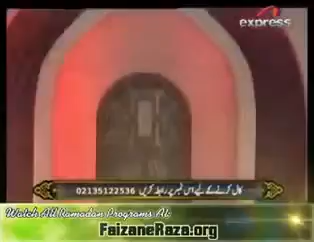 express
02135122536 کال کرنے کے لیے اس نمبر پر رابطہ کریں
Watch All Ramadan Programs At:
FaizaneRaza.org